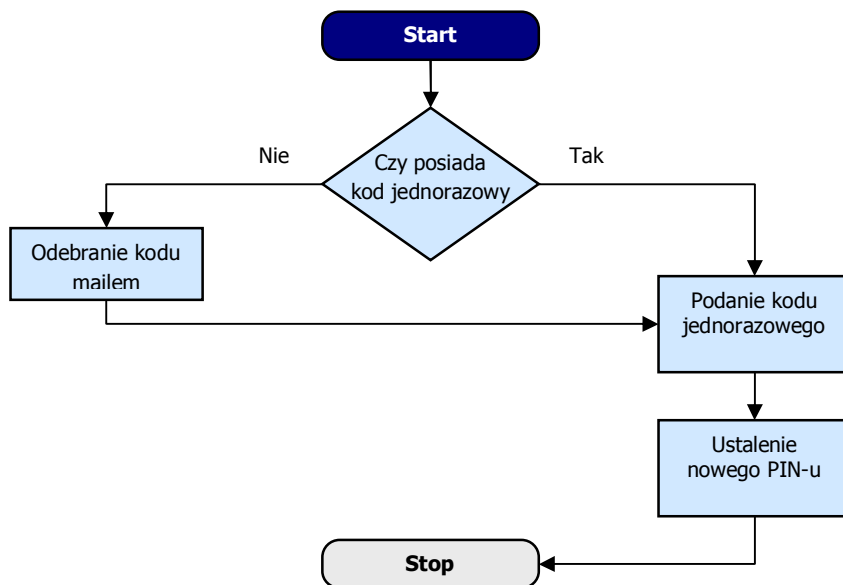 Start
Nie
Czy posiada
kod jednorazowy
Tak
Odebranie kodu
mailem
Podanie kodu
jednorazowego
Ustalenie
nowego PIN-u
Stop